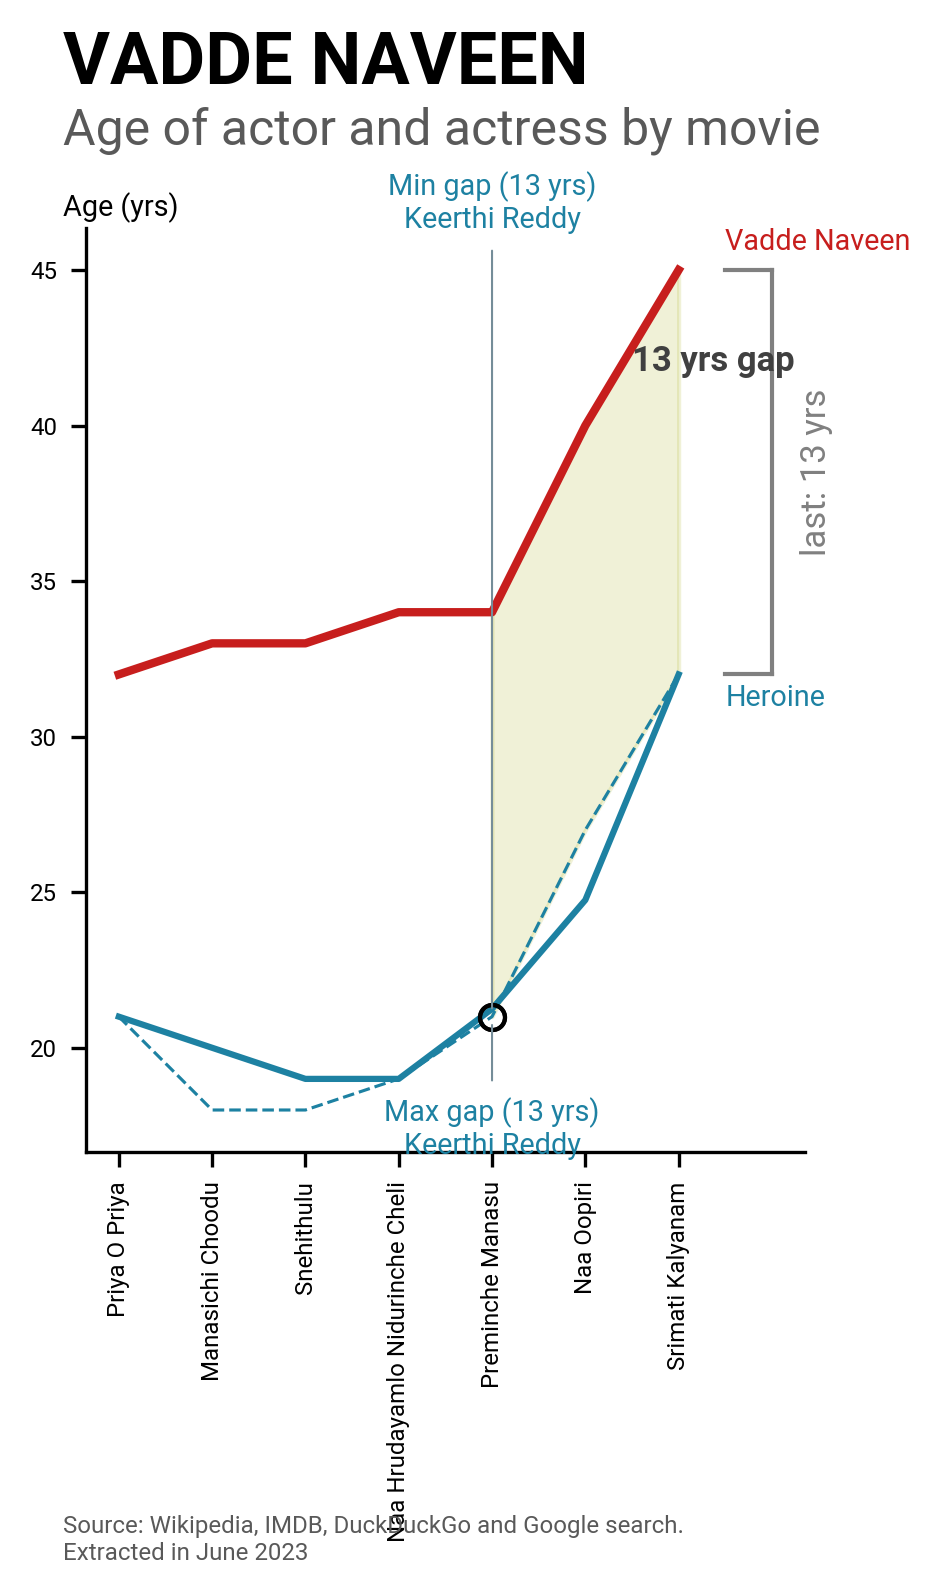 VADDE NAVEEN
Age of actor and actress by movie
Min gap (13 yrs)
Keerthi Reddy
Age (yrs)
Vadde Naveen
45
13 yrs gap
40
last: 13 yrs
35
Heroine
30
25
20
Max gap (13 yrs)
Keerthi Reddy
Priya O Priya
Manasichi Choodu
Snehithulu
Naa Hrudayamlo Nidurinche Cheli
Preminche Manasu
Naa Oopiri
Srimati Kalyanam
Source: Wikipedia, IMDB, DuckDuckGo and Google search.
Extracted in June 2023